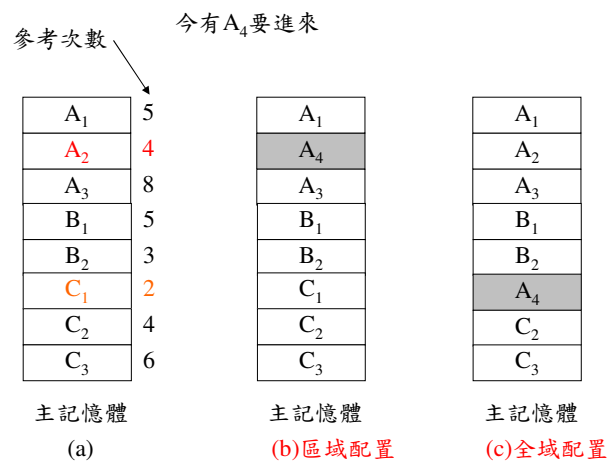 今有A₄要進來
參考次數
A₁ 5 A₁ A₁
A₂ 4 A₄ A₂
A₃ 8 A₃ A₃
B₁ 5 B₁ B₁
B₂ 3 B₂ B₂
C₁ 2 C₁ A₄
C₂ 4 C₂ C₂
C₃ 6 C₃ C₃
主記憶體 主記憶體 主記憶體
(a) (b)區域配置 (c)全域配置